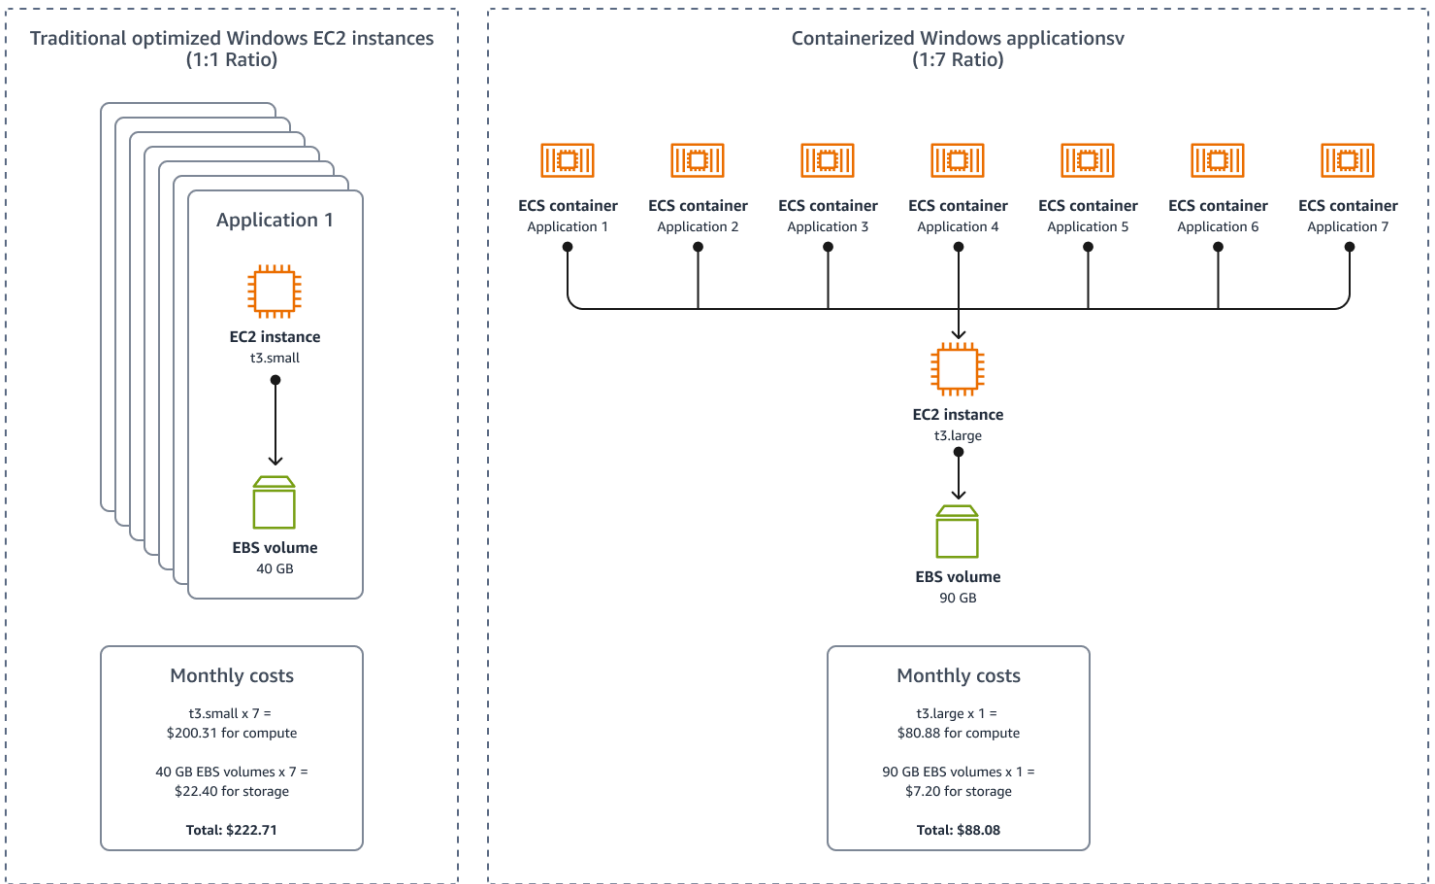 Traditional optimized Windows EC2 instances
(1:1 Ratio)
Application 1
EC2 instance
t3.small
EBS volume
40 GB
Monthly costs
t3.small x 7 =
$200.31 for compute
40 GB EBS volumes x 7 =
$22.40 for storage
Total: $222.71
Containerized Windows applicationsv
(1:7 Ratio)
ECS container
Application 1
ECS container
Application 2
ECS container
Application 3
ECS container
Application 4
ECS container
Application 5
ECS container
Application 6
ECS container
Application 7
EC2 instance
t3.large
EBS volume
90 GB
Monthly costs
t3.large x 1 =
$80.88 for compute
90 GB EBS volumes x 1 =
$7.20 for storage
Total: $88.08